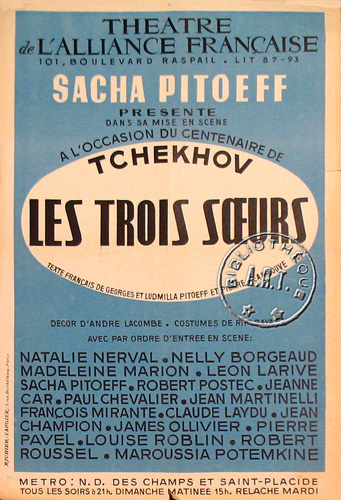 THEATRE
de L'ALLIANCE FRANÇAISE
101, BOULEVARD RASPAIL . LIT 87-93
SACHA PITOEFF
PRESENTE
DANS SA MISE EN SCENE
A L'OCCASION DU CENTENAIRE DE
TCHEKHOV
LES TROIS SŒURS
TEXTE FRANÇAIS DE GEORGES ET LUDMILLA PITOEFF ET PIERRE
BIBLIOTHÈQUE
A.R.T.
DECOR D'ANDRE LACOMBE . COSTUMES DE
AVEC PAR ORDRE D'ENTREE EN SCENE:
NATALIE NERVAL • NELLY BORGEAUD
MADELEINE MARION • LEON LARIVE
SACHA PITOEFF • ROBERT POSTEC • JEANNE
CAR • PAUL CHEVALIER • JEAN MARTINELLI
FRANÇOIS MIRANTE • CLAUDE LAYDU • JEAN
CHAMPION • JAMES OLLIVIER • PIERRE
PAVEL • LOUISE ROBLIN • ROBERT
ROUSSEL • MAROUSSIA POTEMKINE
METRO: N.D. DES CHAMPS ET SAINT-PLACIDE
TOUS LES SOIRS à 21h. DIMANCHE MATINEE 15h. RELACHE MARDI